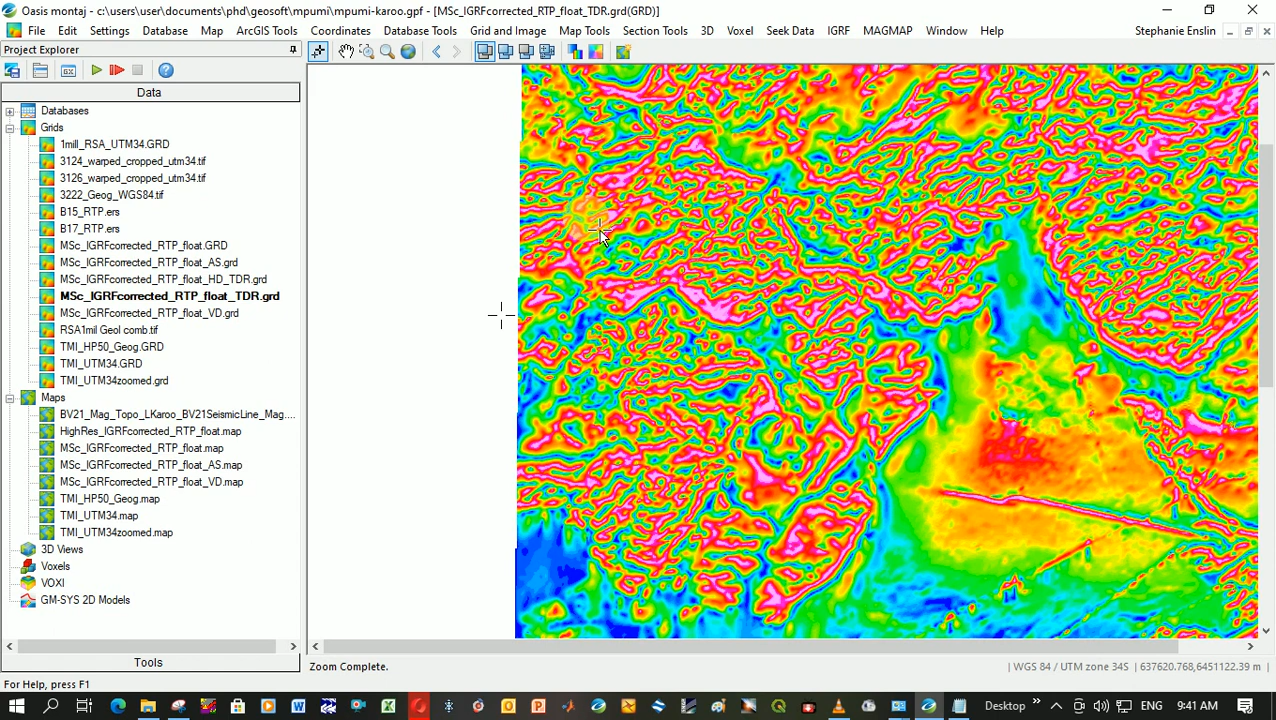 Oasis montaj - c:\users\user\documents\phd\geosoft\mpumi\mpumi-karoo.gpf - [MSc_IGRFcorrected_RTP_float_TDR.grd(GRD)]
File Edit Settings Database Map ArcGIS Tools Coordinates Database Tools Grid and Image Map Tools Section Tools 3D Voxel Seek Data IGRF MAGMAP Window Help Stephanie Enslin
Project Explorer
GX
Data
Databases
Grids
1mill_RSA_UTM34.GRD
3124_warped_cropped_utm34.tif
3126_warped_cropped_utm34.tif
3222_Geog_WGS84.tif
B15_RTP.ers
B17_RTP.ers
MSc_IGRFcorrected_RTP_float.GRD
MSc_IGRFcorrected_RTP_float_AS.grd
MSc_IGRFcorrected_RTP_float_HD_TDR.grd
MSc_IGRFcorrected_RTP_float_TDR.grd
MSc_IGRFcorrected_RTP_float_VD.grd
RSA1mil Geol comb.tif
TMI_HP50_Geog.GRD
TMI_UTM34.GRD
TMI_UTM34zoomed.grd
Maps
BV21_Mag_Topo_LKaroo_BV21SeismicLine_Mag....
HighRes_IGRFcorrected_RTP_float.map
MSc_IGRFcorrected_RTP_float.map
MSc_IGRFcorrected_RTP_float_AS.map
MSc_IGRFcorrected_RTP_float_VD.map
TMI_HP50_Geog.map
TMI_UTM34.map
TMI_UTM34zoomed.map
3D Views
Voxels
VOXI
GM-SYS 2D Models
Tools
Zoom Complete.
WGS 84 / UTM zone 34S 637620.768,6451122.39 m
For Help, press F1
Desktop ENG 9:41 AM